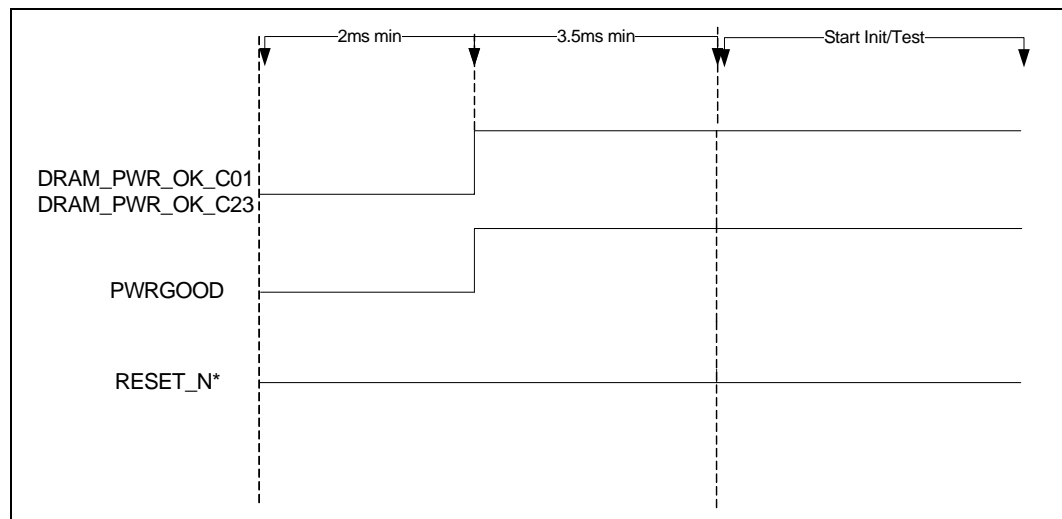 2ms min
3.5ms min
Start Init/Test
DRAM_PWR_OK_C01
DRAM_PWR_OK_C23
PWRGOOD
RESET_N*